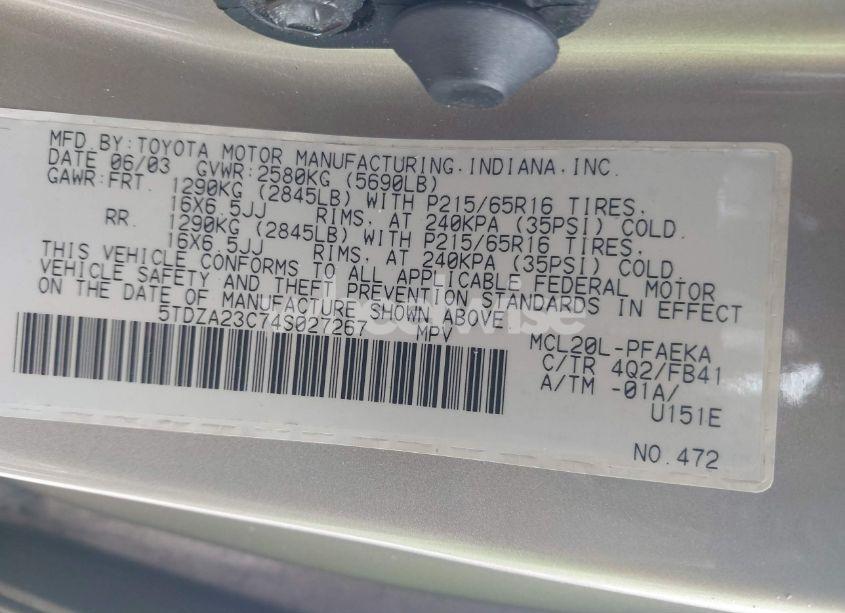 MFD.BY:TOYOTA MOTOR MANUFACTURING.INDIANA,INC.
DATE 06/03 GVWR:2580KG (5690LB)
GAWR:FRT. 1290KG (2845LB) WITH P215/65R16 TIRES,
16X6.5JJ RIMS, AT 240KPA (35PSI) COLD.
RR. 1290KG (2845LB) WITH P215/65R16 TIRES,
16X6.5JJ RIMS, AT 240KPA (35PSI) COLD.
THIS VEHICLE CONFORMS TO ALL APPLICABLE FEDERAL MOTOR
VEHICLE SAFETY AND THEFT PREVENTION STANDARDS IN EFFECT
ON THE DATE OF MANUFACTURE SHOWN ABOVE
5TDZA23C74S027267 MPV
MCL20L-PFAEKA
C/TR 4Q2/FB41
A/TM -01A/
U151E
NO.472